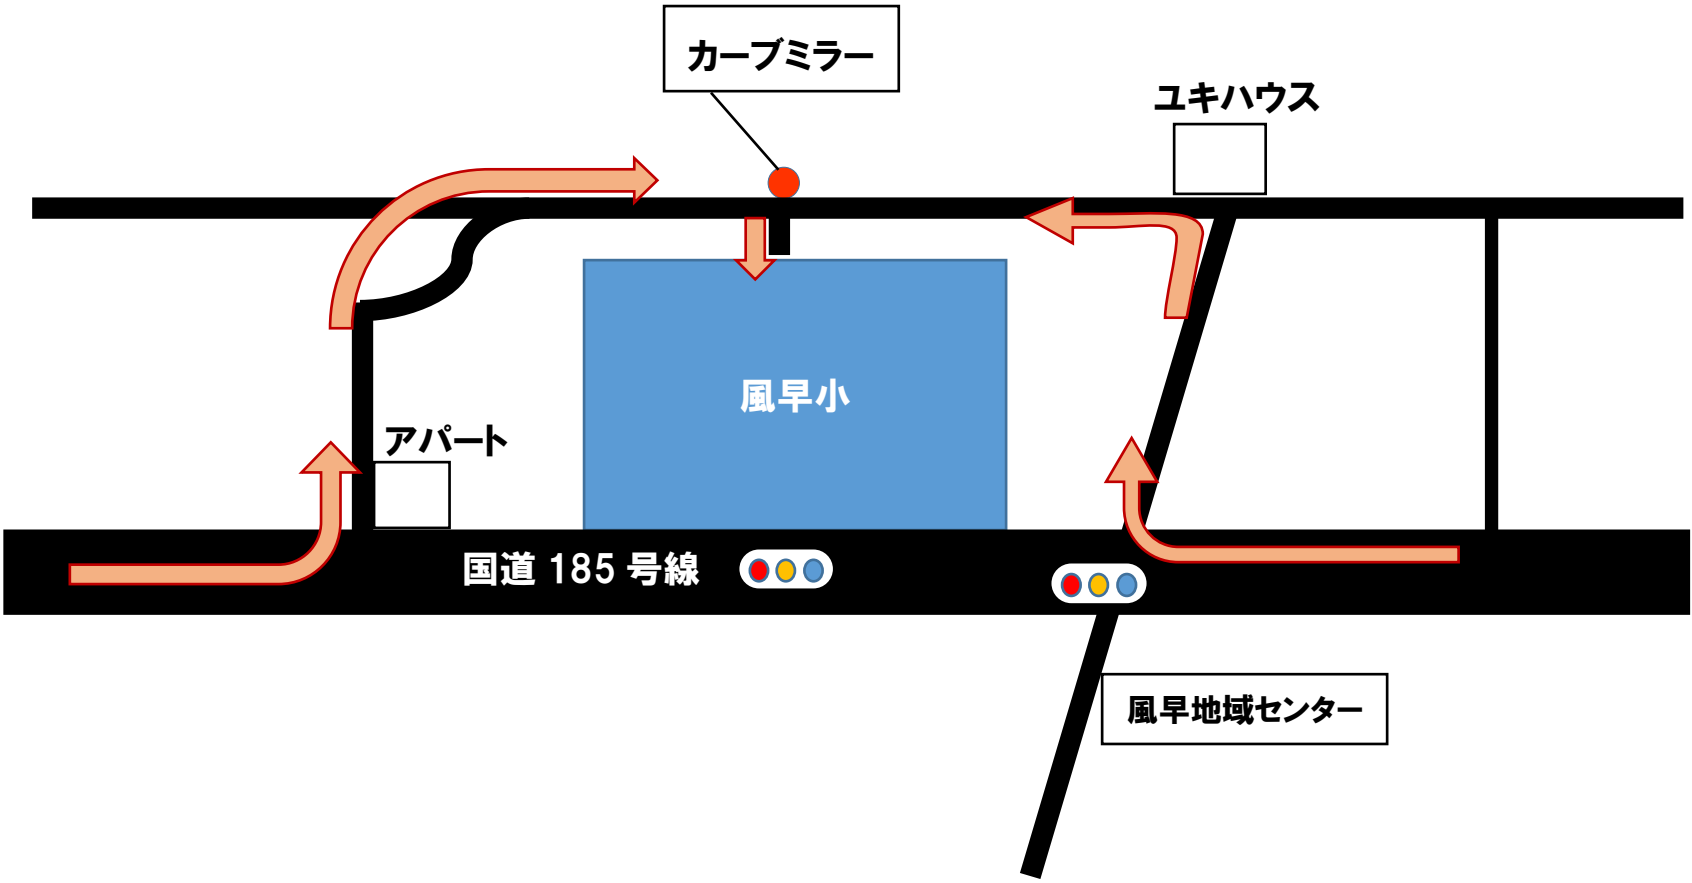 カーブミラー
ユキハウス
風早小
アパート
国道 185 号線
風早地域センター